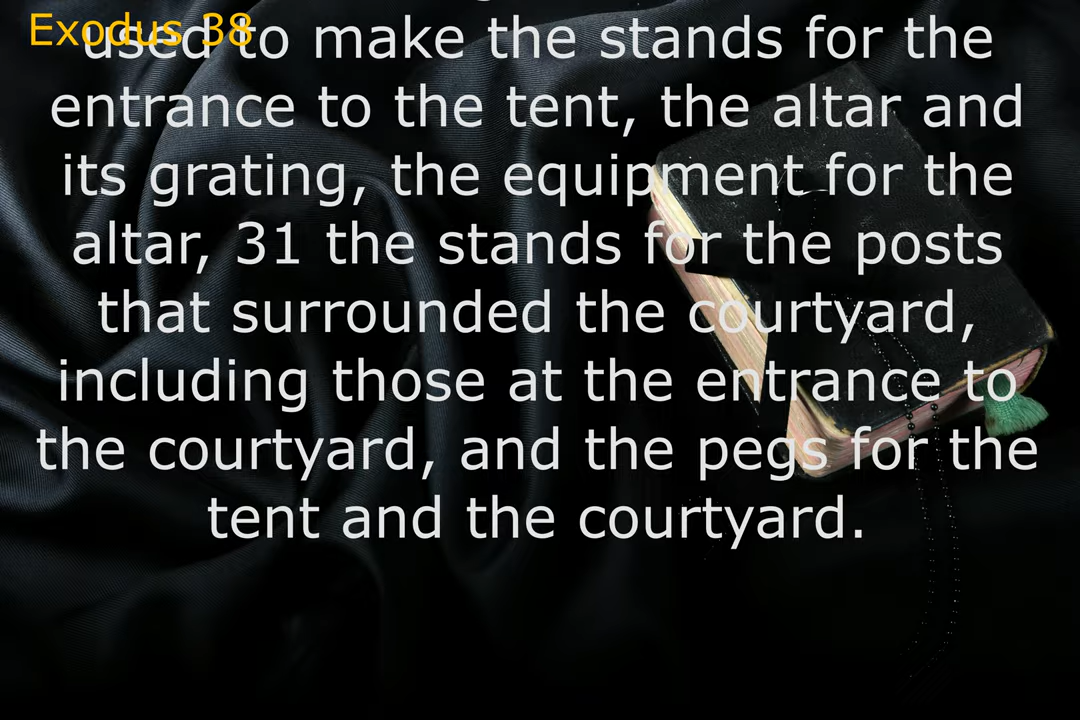 Exodus 38
used to make the stands for the
entrance to the tent, the altar and
its grating, the equipment for the
altar, 31 the stands for the posts
that surrounded the courtyard,
including those at the entrance to
the courtyard, and the pegs for the
tent and the courtyard.